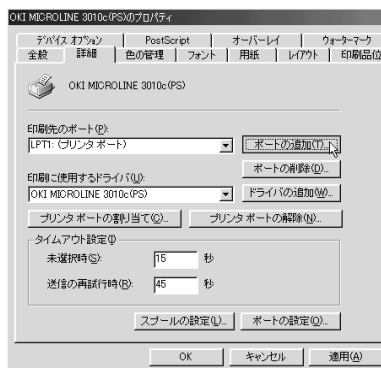 OKI MICROLINE 3010c(PS)のプロパティ
デバイス オプション PostScript オーバーレイ ウォーターマーク
全般 詳細 色の管理 フォント 用紙 レイアウト 印刷品位
OKI MICROLINE 3010c(PS)
印刷先のポート(P):
LPT1: (プリンタ ポート) ポートの追加(T)...
ポートの削除(D)...
印刷に使用するドライバ(U):
OKI MICROLINE 3010c(PS) ドライバの追加(W)...
プリンタ ポートの割り当て(C)... プリンタ ポートの解除(N)...
タイムアウト設定
未選択時(S): 15 秒
送信の再試行時(R): 45 秒
スプールの設定(L)... ポートの設定(O)...
OK キャンセル 適用(A)